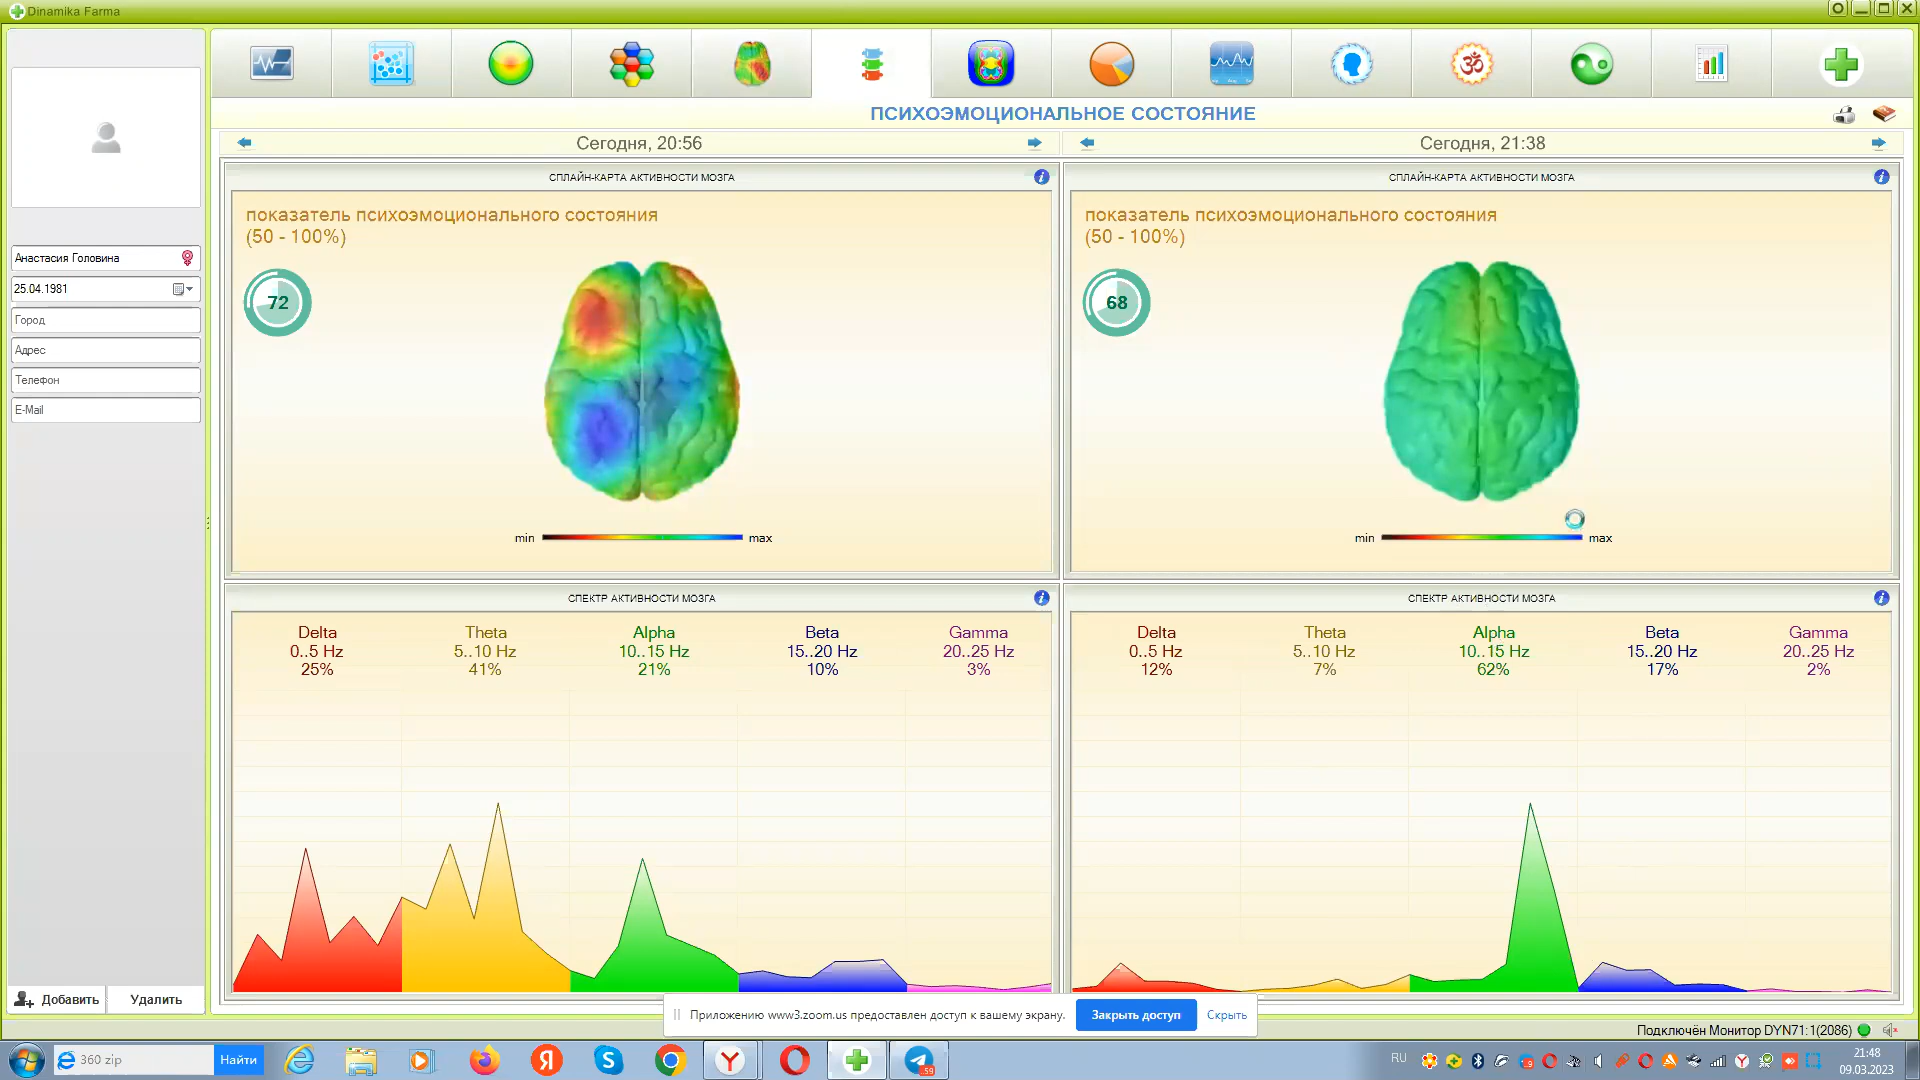 Dinamika Farma
ПСИХОЭМОЦИОНАЛЬНОЕ СОСТОЯНИЕ
Сегодня, 20:56
Сегодня, 21:38
СПЛАЙН-КАРТА АКТИВНОСТИ МОЗГА
показатель психоэмоционального состояния
(50 - 100%)
72
min
max
СПЛАЙН-КАРТА АКТИВНОСТИ МОЗГА
показатель психоэмоционального состояния
(50 - 100%)
68
min
max
Анастасия Головина
25.04.1981
Город
Адрес
Телефон
E-Mail
СПЕКТР АКТИВНОСТИ МОЗГА
Delta Theta Alpha Beta Gamma
0..5 Hz 5..10 Hz 10..15 Hz 15..20 Hz 20..25 Hz
25% 41% 21% 10% 3%
СПЕКТР АКТИВНОСТИ МОЗГА
Delta Theta Alpha Beta Gamma
0..5 Hz 5..10 Hz 10..15 Hz 15..20 Hz 20..25 Hz
12% 7% 62% 17% 2%
Добавить
Удалить
Приложению www3.zoom.us предоставлен доступ к вашему экрану.
Закрыть доступ
Скрыть
Подключён Монитор DYN71:1(2086)
360 zip
Найти
RU
21:48
09.03.2023